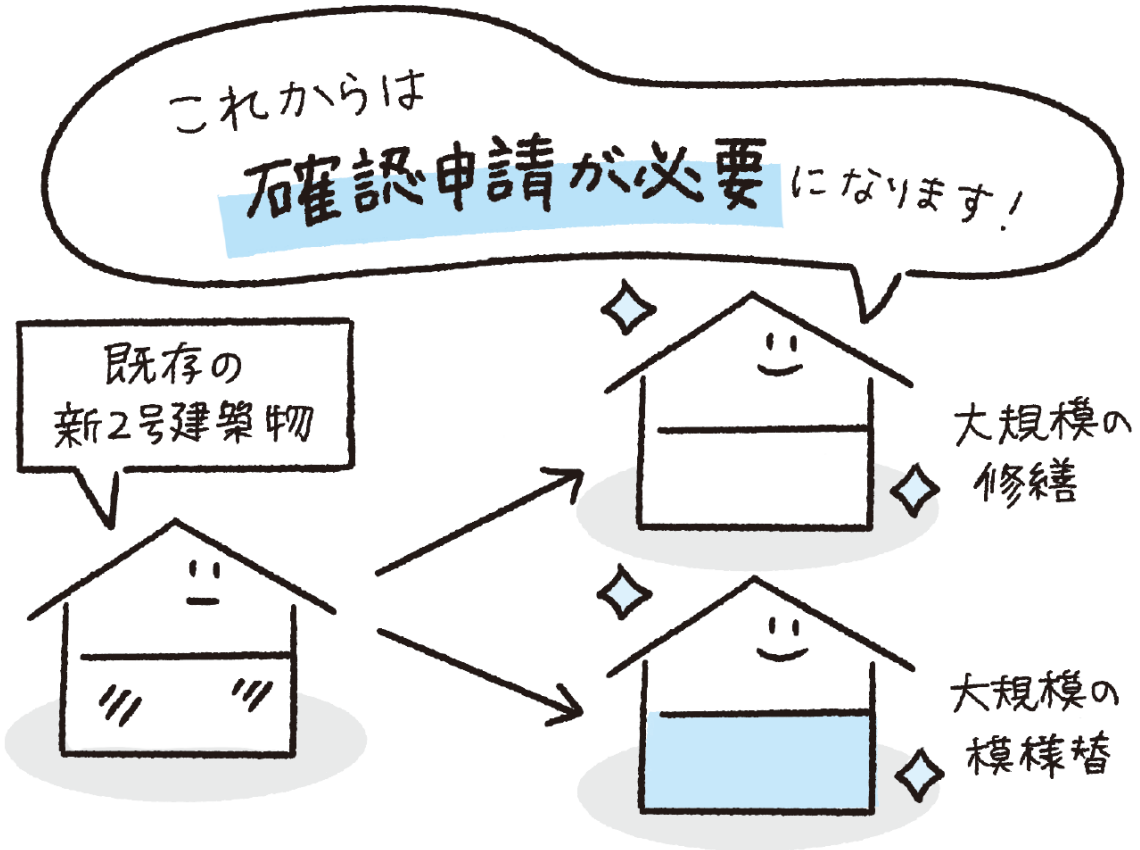 これからは
確認申請が必要になります!
既存の
新2号建築物
大規模の
修繕
大規模の
模様替